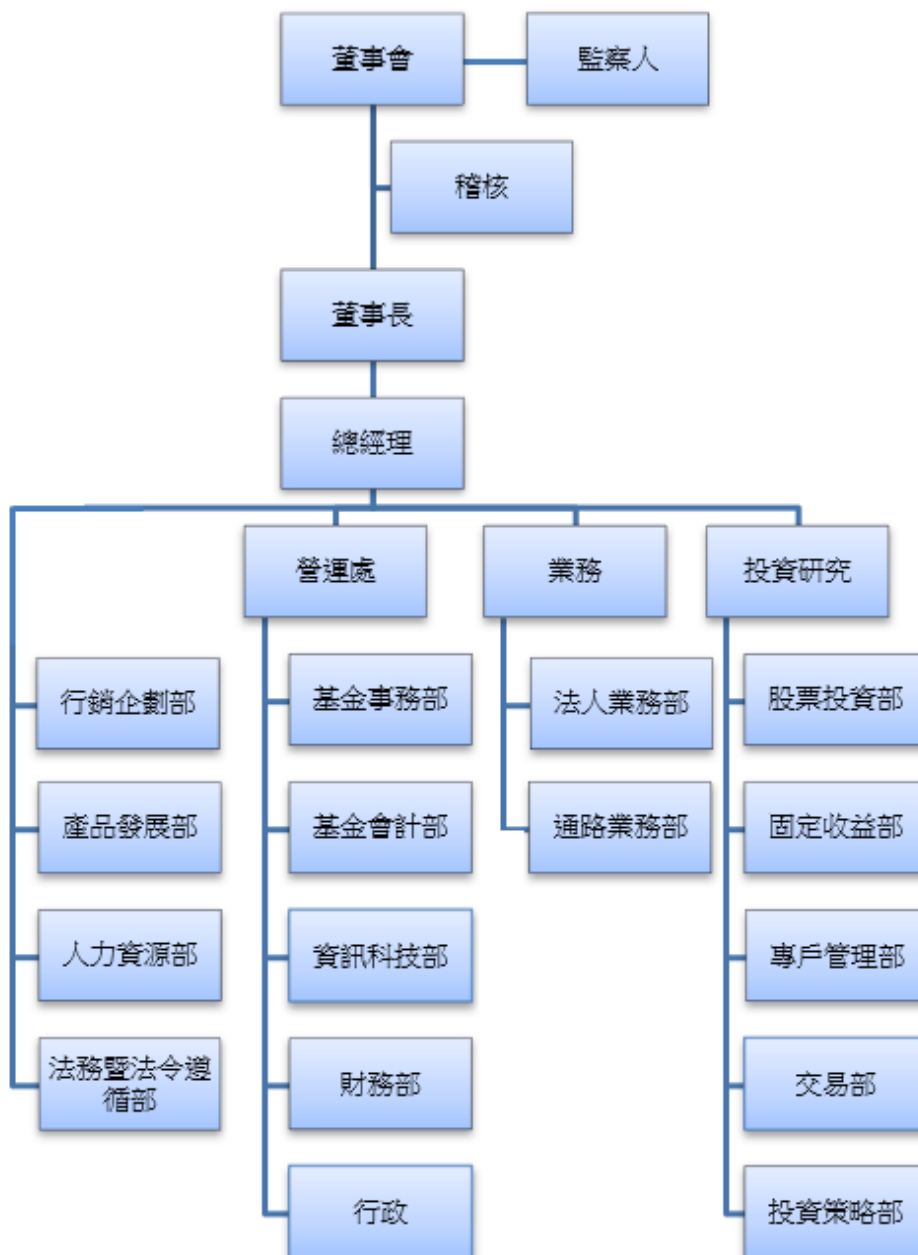 董事會
監察人
稽核
董事長
總經理
營運處
業務
投資研究
行銷企劃部
基金事務部
法人業務部
股票投資部
產品發展部
基金會計部
通路業務部
固定收益部
人力資源部
資訊科技部
專戶管理部
法務暨法令遵
循部
財務部
交易部
行政
投資策略部